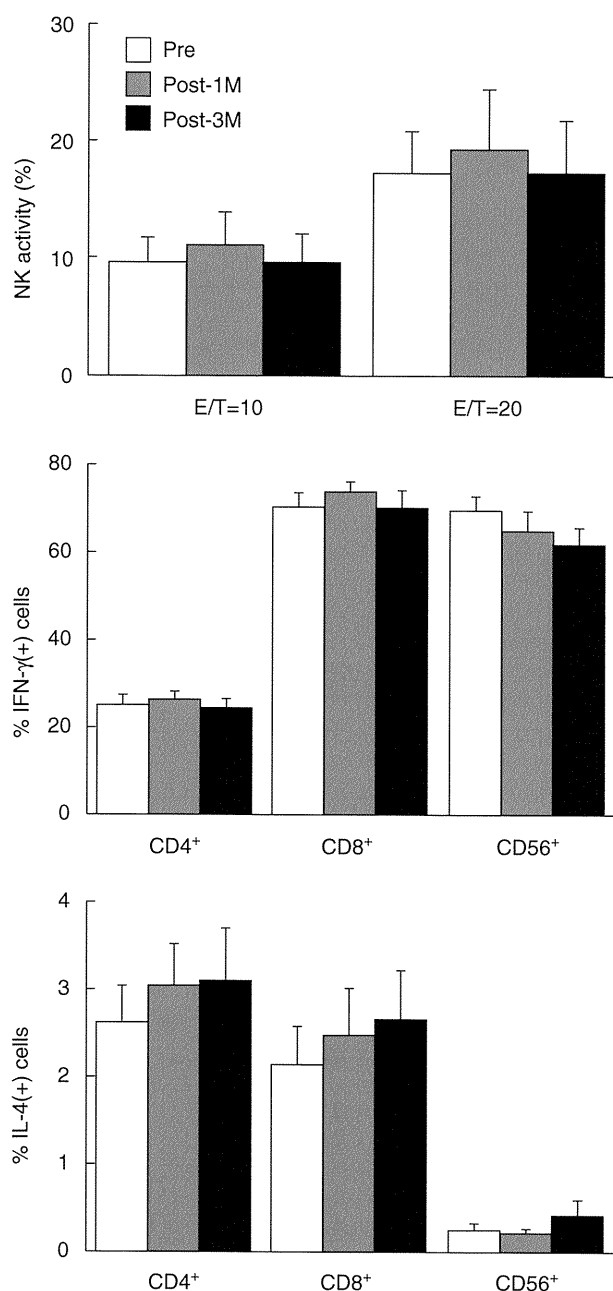 30
20
10
0
NK activity (%)
Pre
Post-1M
Post-3M
E/T=10
E/T=20
80
60
40
20
0
% IFN-γ(+) cells
CD4⁺
CD8⁺
CD56⁺
4
3
2
1
0
% IL-4(+) cells
CD4⁺
CD8⁺
CD56⁺